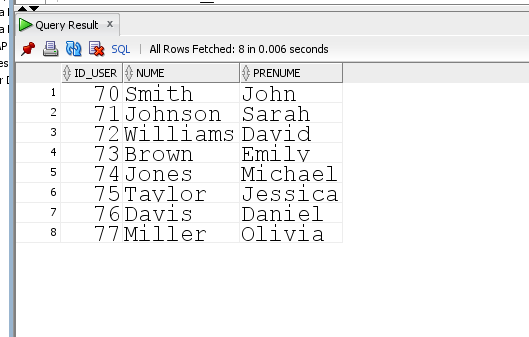 Query Result ×
SQL | All Rows Fetched: 8 in 0.006 seconds
ID_USER NUME PRENUME
1 70 Smith John
2 71 Johnson Sarah
3 72 Williams David
4 73 Brown Emily
5 74 Jones Michael
6 75 Taylor Jessica
7 76 Davis Daniel
8 77 Miller Olivia